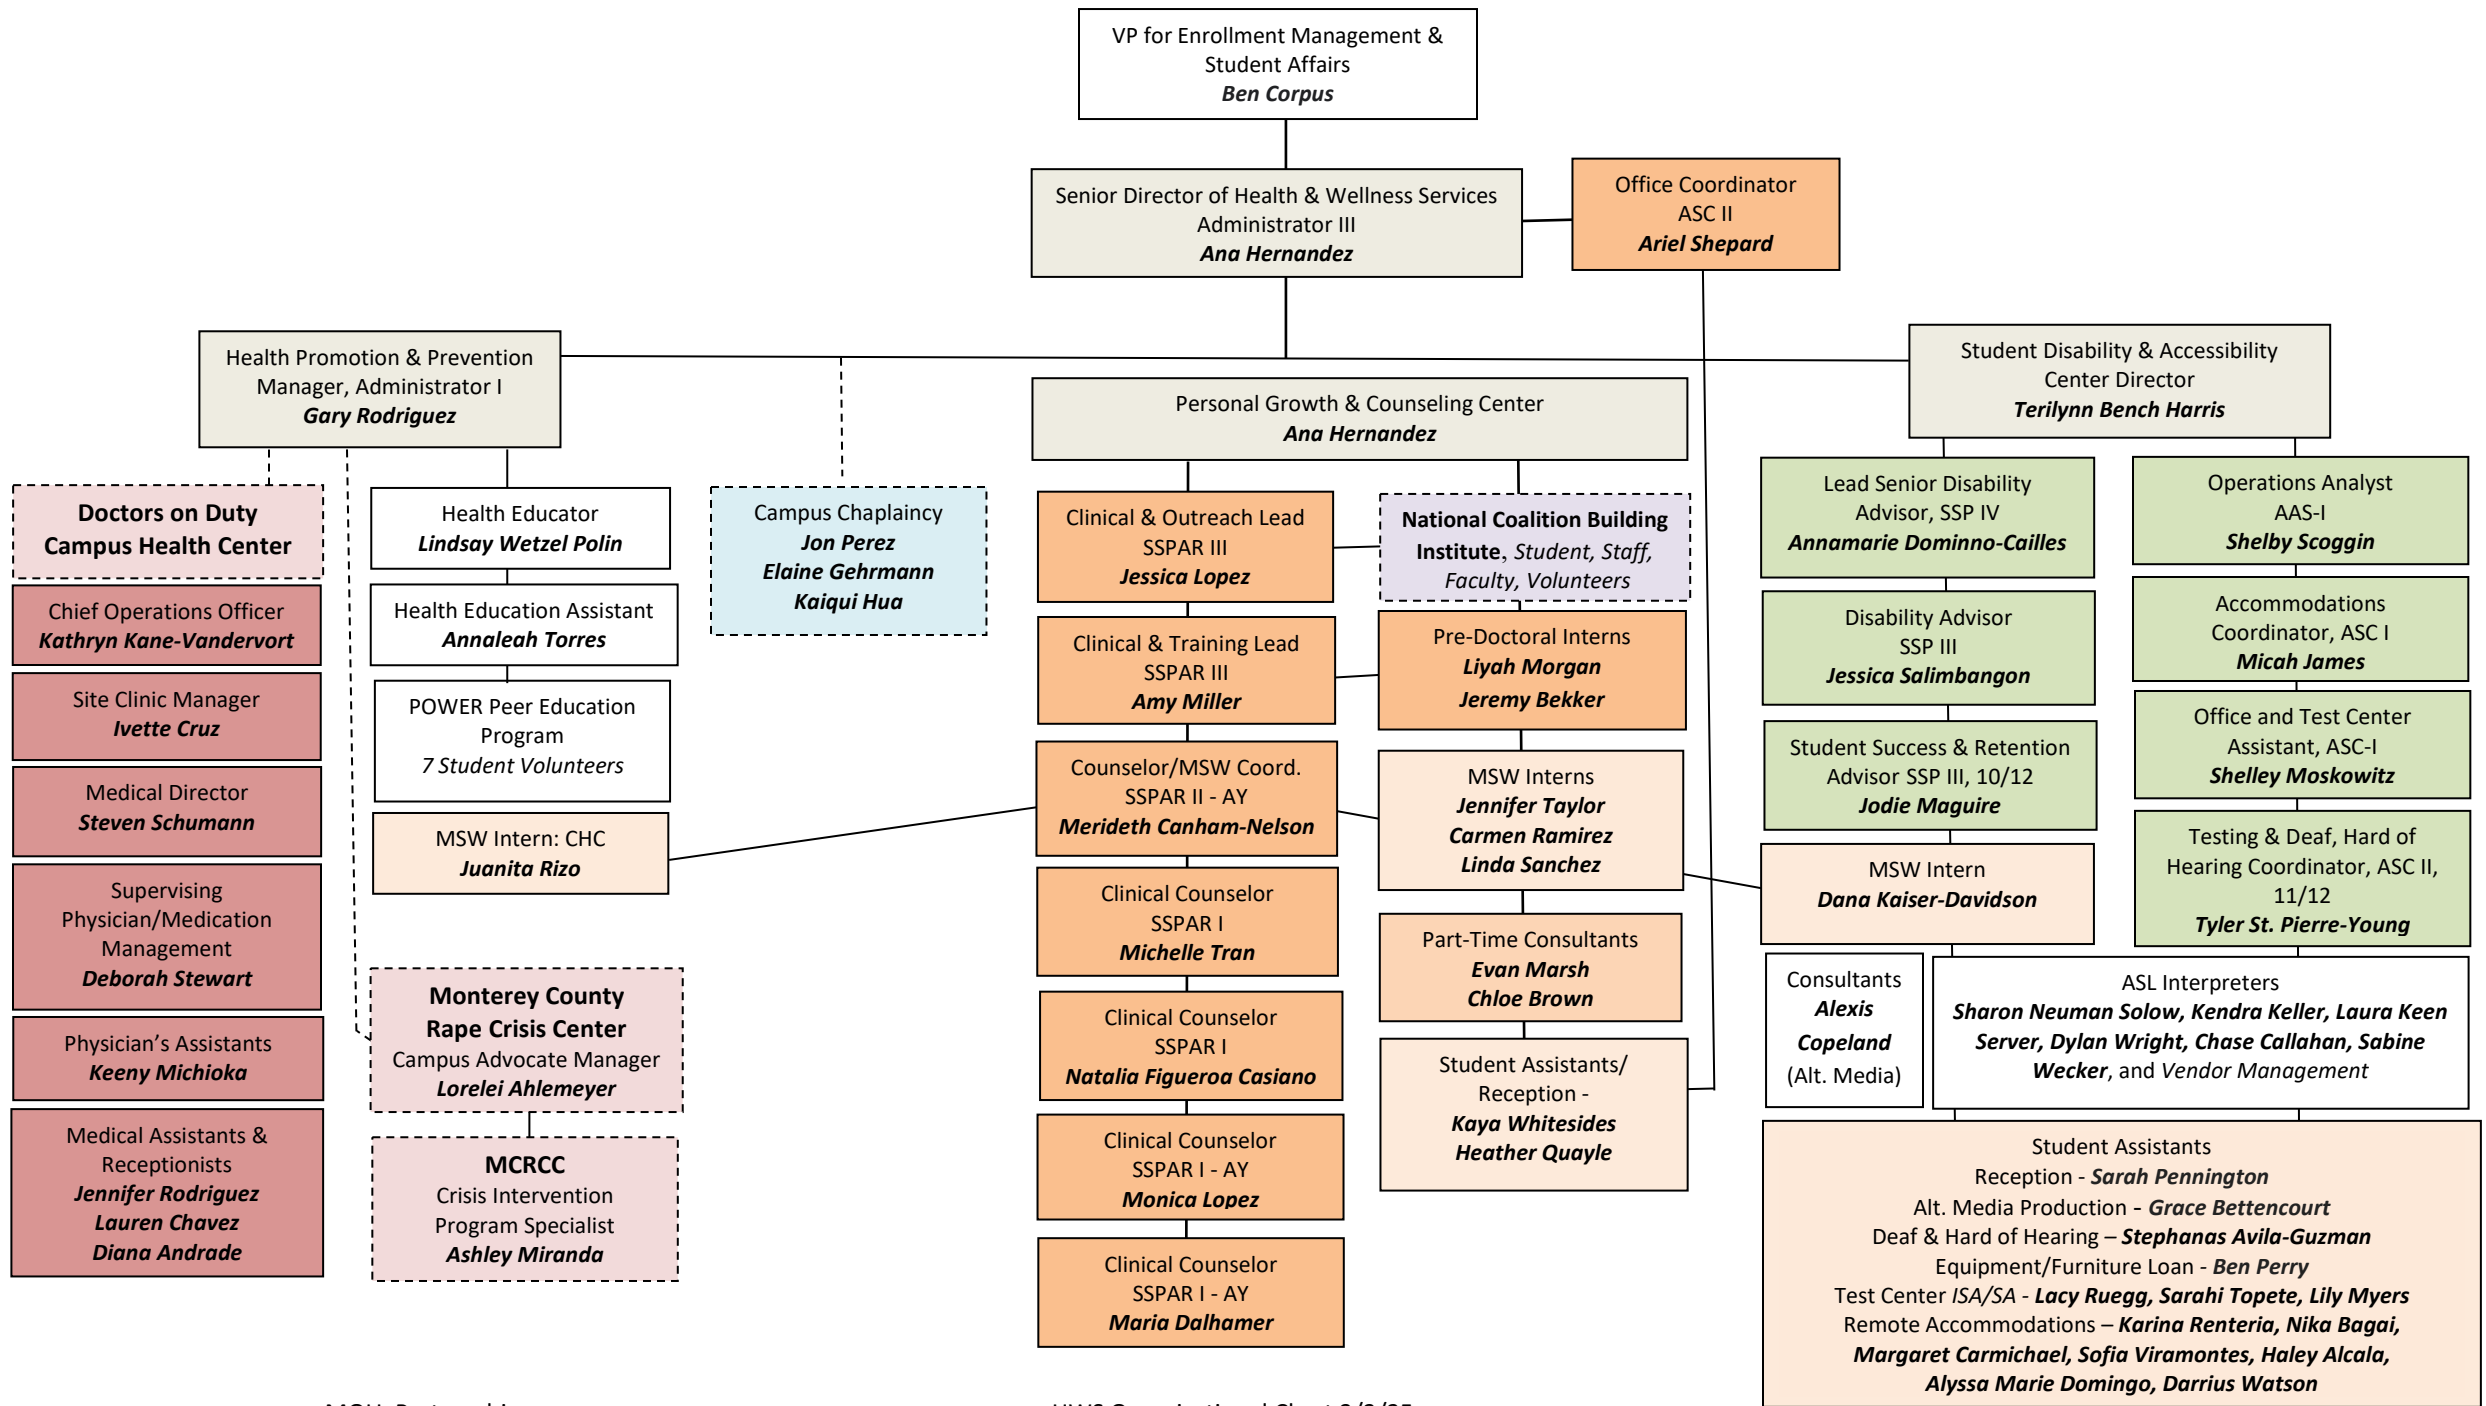 VP for Enrollment Management &
Student Affairs
Ben Corpus
Senior Director of Health & Wellness Services
Administrator III
Ana Hernandez
Office Coordinator
ASC II
Ariel Shepard
Health Promotion & Prevention
Manager, Administrator I
Gary Rodriguez
Personal Growth & Counseling Center
Ana Hernandez
Student Disability & Accessibility
Center Director
Terilynn Bench Harris
Doctors on Duty
Campus Health Center
Chief Operations Officer
Kathryn Kane-Vandervort
Site Clinic Manager
Ivette Cruz
Medical Director
Steven Schumann
Supervising
Physician/Medication
Management
Deborah Stewart
Physician’s Assistants
Keeny Michioka
Medical Assistants &
Receptionists
Jennifer Rodriguez
Lauren Chavez
Diana Andrade
Health Educator
Lindsay Wetzel Polin
Health Education Assistant
Annaleah Torres
POWER Peer Education
Program
7 Student Volunteers
MSW Intern: CHC
Juanita Rizo
Monterey County
Rape Crisis Center
Campus Advocate Manager
Lorelei Ahlemeyer
MCRCC
Crisis Intervention
Program Specialist
Ashley Miranda
Campus Chaplaincy
Jon Perez
Elaine Gehrmann
Kaiqui Hua
Clinical & Outreach Lead
SSPAR III
Jessica Lopez
Clinical & Training Lead
SSPAR III
Amy Miller
Counselor/MSW Coord.
SSPAR II - AY
Merideth Canham-Nelson
Clinical Counselor
SSPAR I
Michelle Tran
Clinical Counselor
SSPAR I
Natalia Figueroa Casiano
Clinical Counselor
SSPAR I - AY
Monica Lopez
Clinical Counselor
SSPAR I - AY
Maria Dalhamer
National Coalition Building
Institute, Student, Staff,
Faculty, Volunteers
Pre-Doctoral Interns
Liyah Morgan
Jeremy Bekker
MSW Interns
Jennifer Taylor
Carmen Ramirez
Linda Sanchez
Part-Time Consultants
Evan Marsh
Chloe Brown
Student Assistants/
Reception -
Kaya Whitesides
Heather Quayle
Lead Senior Disability
Advisor, SSP IV
Annamarie Dominno-Cailles
Disability Advisor
SSP III
Jessica Salimbangon
Student Success & Retention
Advisor SSP III, 10/12
Jodie Maguire
MSW Intern
Dana Kaiser-Davidson
Consultants
Alexis
Copeland
(Alt. Media)
Operations Analyst
AAS-I
Shelby Scoggin
Accommodations
Coordinator, ASC I
Micah James
Office and Test Center
Assistant, ASC-I
Shelley Moskowitz
Testing & Deaf, Hard of
Hearing Coordinator, ASC II,
11/12
Tyler St. Pierre-Young
ASL Interpreters
Sharon Neuman Solow, Kendra Keller, Laura Keen
Server, Dylan Wright, Chase Callahan, Sabine
Wecker, and Vendor Management
Student Assistants
Reception - Sarah Pennington
Alt. Media Production - Grace Bettencourt
Deaf & Hard of Hearing – Stephanas Avila-Guzman
Equipment/Furniture Loan - Ben Perry
Test Center ISA/SA - Lacy Ruegg, Sarahi Topete, Lily Myers
Remote Accommodations – Karina Renteria, Nika Bagai,
Margaret Carmichael, Sofia Viramontes, Haley Alcala,
Alyssa Marie Domingo, Darrius Watson